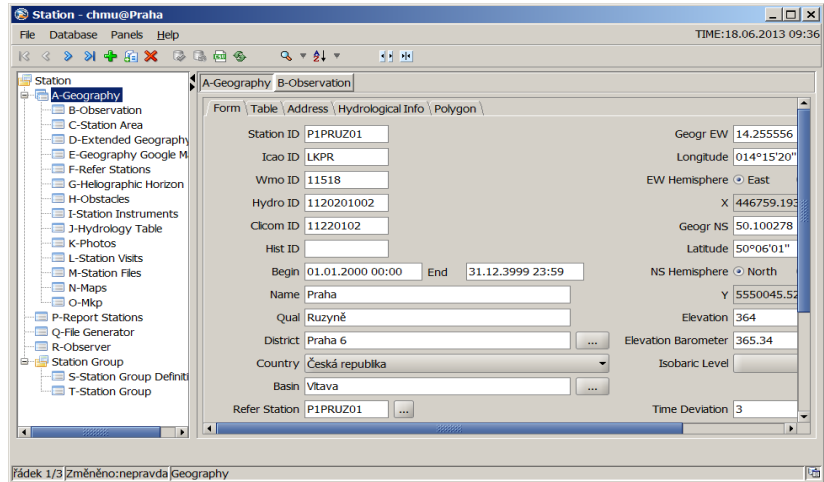 Station - chmu@Praha
File Database Panels Help TIME:18.06.2013 09:36
Station
A-Geography
B-Observation
C-Station Area
D-Extended Geography
E-Geography Google M
F-Refer Stations
G-Heliographic Horizon
H-Obstacles
I-Station Instruments
J-Hydrology Table
K-Photos
L-Station Visits
M-Station Files
N-Maps
O-Mkp
P-Report Stations
Q-File Generator
R-Observer
Station Group
S-Station Group Definiti
T-Station Group
A-Geography B-Observation
Form Table Address Hydrological Info Polygon
Station ID P1PRUZ01 Geogr EW 14.255556
Icao ID LKPR Longitude 014°15'20"
Wmo ID 11518 EW Hemisphere East
Hydro ID 1120201002 X 446759.193
Clicom ID 11220102 Geogr NS 50.100278
Hist ID Latitude 50°06'01"
Begin 01.01.2000 00:00 End 31.12.3999 23:59 NS Hemisphere North
Name Praha Y 5550045.52
Qual Ruzyně Elevation 364
District Praha 6 ... Elevation Barometer 365.34
Country Česká republika Isobaric Level
Basin Vltava ...
Refer Station P1PRUZ01 ... Time Deviation 3
řádek 1/3 Změněno:nepravda Geography